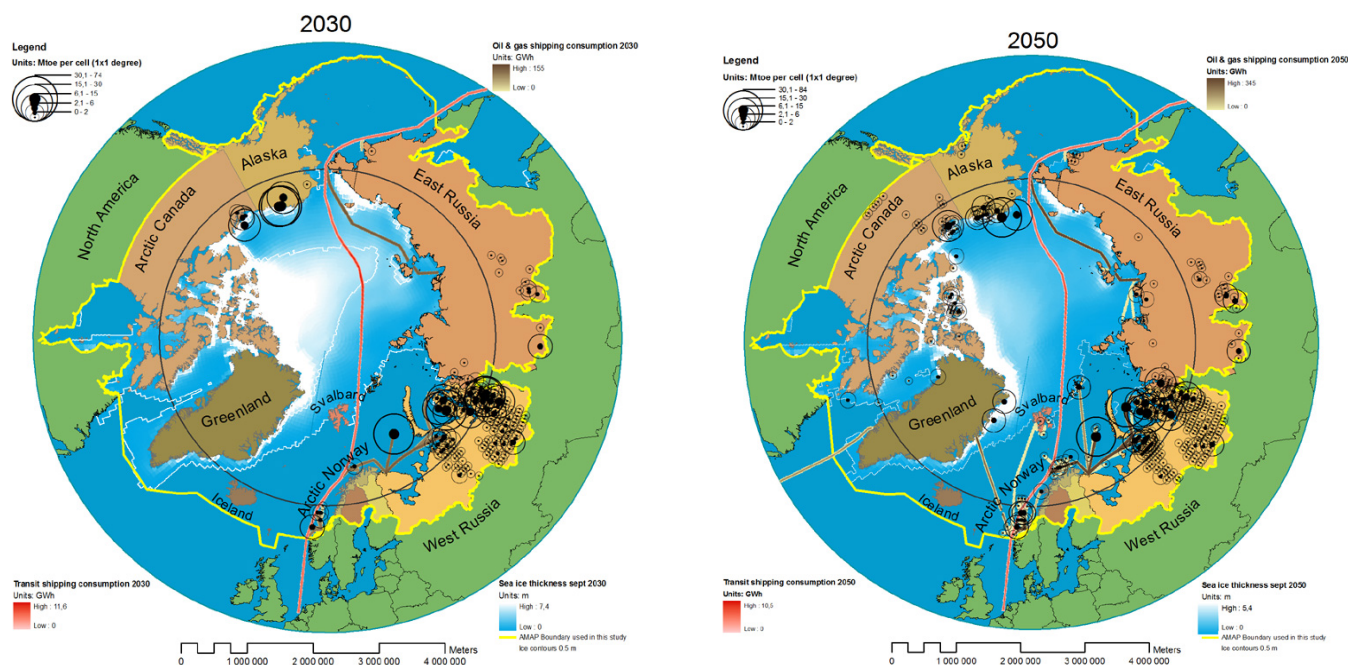 2030
Legend
Units: Mtoe per cell (1x1 degree)
30,1 - 74
15,1 - 30
6,1 - 15
2,1 - 6
0 - 2
Oil & gas shipping consumption 2030
Units: GWh
High : 155
Low : 0
Alaska
East Russia
North America
Arctic Canada
Greenland
Svalbard
Arctic Norway
Iceland
West Russia
Transit shipping consumption 2030
Units: GWh
High : 11,6
Low : 0
Sea ice thickness sept 2030
Units: m
High : 7,4
Low : 0
AMAP Boundary used in this study
Ice contours 0.5 m
Meters
0 1 000 000 2 000 000 3 000 000 4 000 000
2050
Legend
Units: Mtoe per cell (1x1 degree)
30,1 - 84
15,1 - 30
6,1 - 15
2,1 - 6
0 - 2
Oil & gas shipping consumption 2050
Units: GWh
High : 345
Low : 0
Alaska
East Russia
North America
Arctic Canada
Greenland
Svalbard
Arctic Norway
Iceland
West Russia
Transit shipping consumption 2050
Units: GWh
High : 10,5
Low : 0
Sea ice thickness sept 2050
Units: m
High : 5,4
Low : 0
AMAP Boundary used in this study
Ice contours 0.5 m
Meters
0 1 000 000 2 000 000 3 000 000 4 000 000